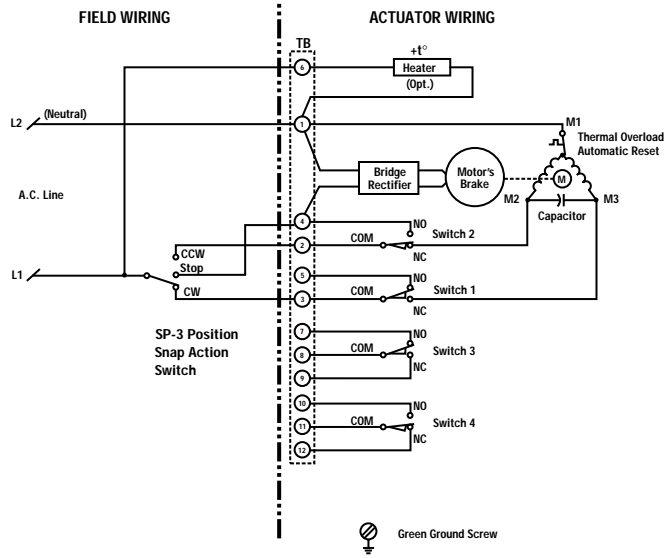 FIELD WIRING
ACTUATOR WIRING
TB
+t°
Heater
(Opt.)
6
L2
(Neutral)
1
M1
Thermal Overload
Automatic Reset
Bridge
Rectifier
Motor's
Brake
M
M2
M3
Capacitor
A.C. Line
4
NO
CCW
2
COM
Switch 2
NC
Stop
L1
5
NO
CW
3
COM
Switch 1
NC
SP-3 Position
Snap Action
Switch
7
NO
8
COM
Switch 3
NC
9
10
NO
11
COM
Switch 4
NC
12
Green Ground Screw